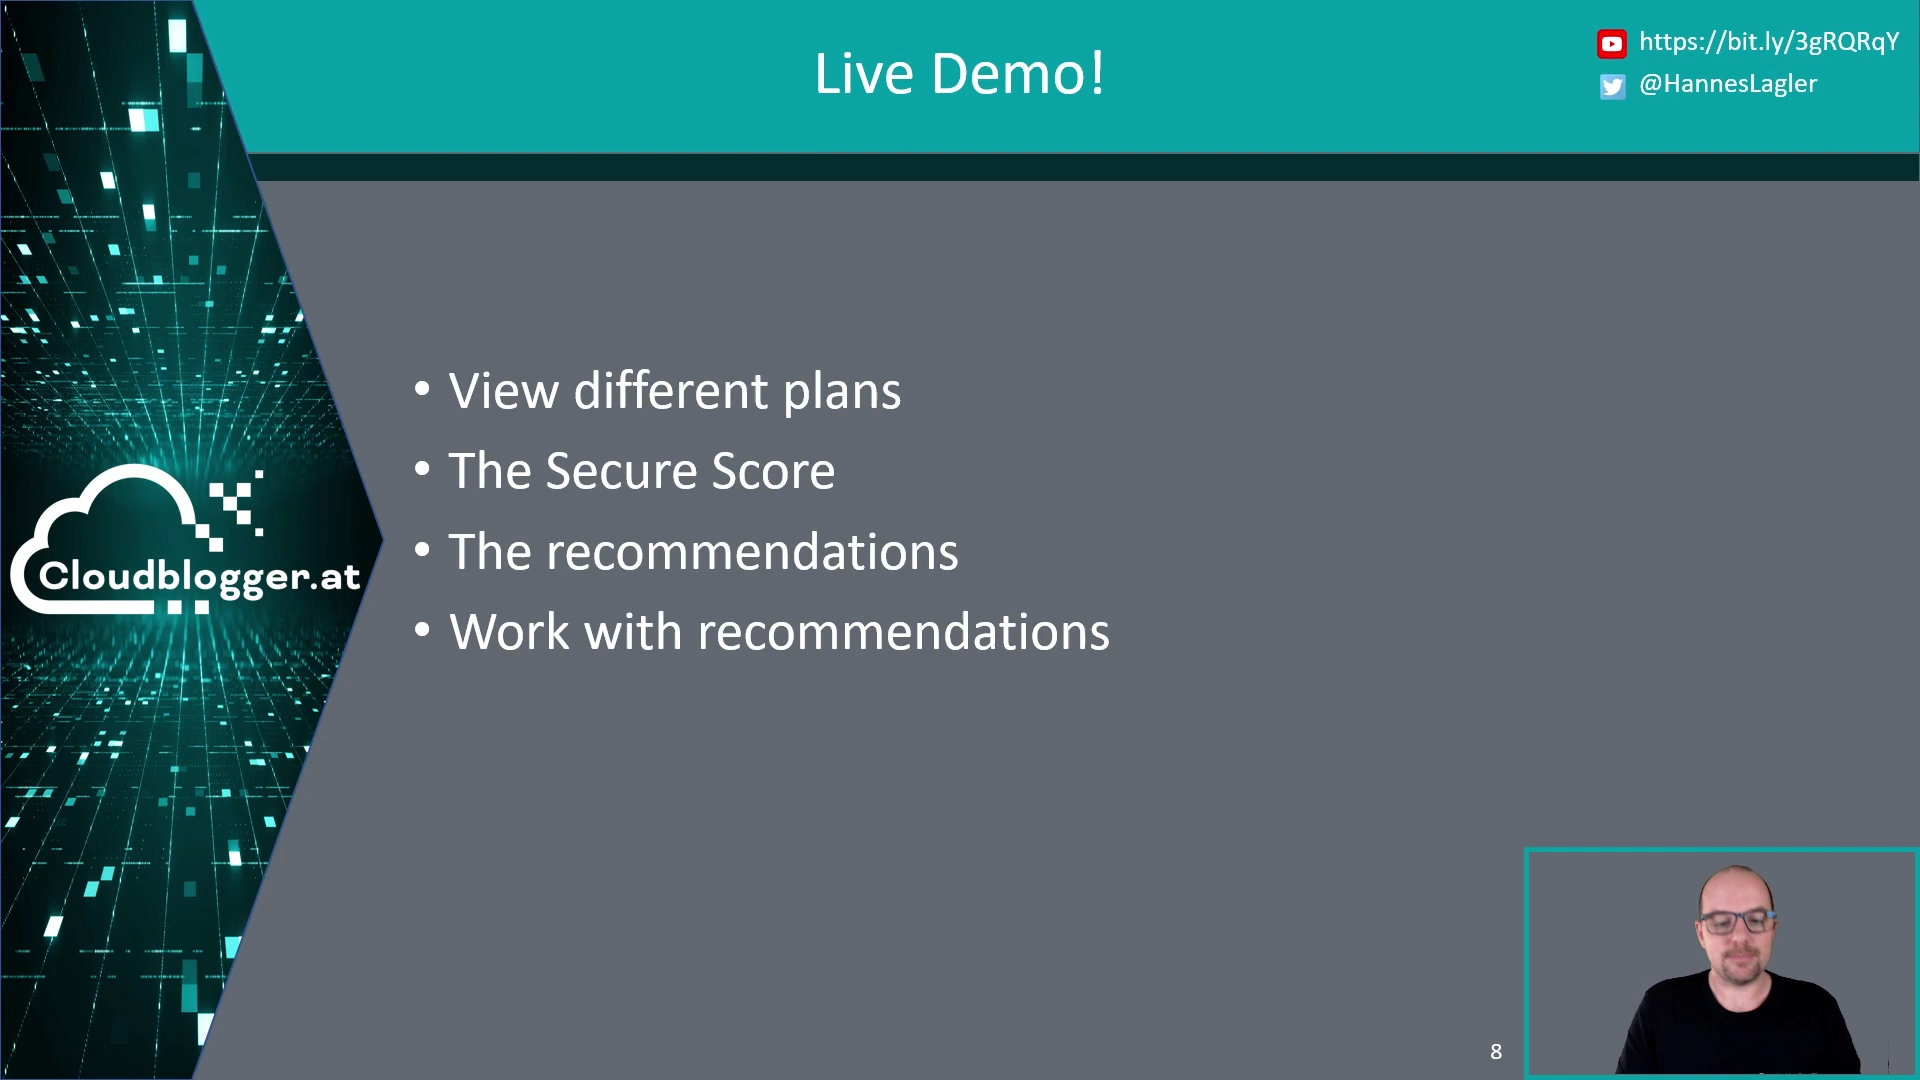 Live Demo!
https://bit.ly/3gRQRqY
@HannesLagler
• View different plans
• The Secure Score
• The recommendations
• Work with recommendations
Cloudblogger.at
8